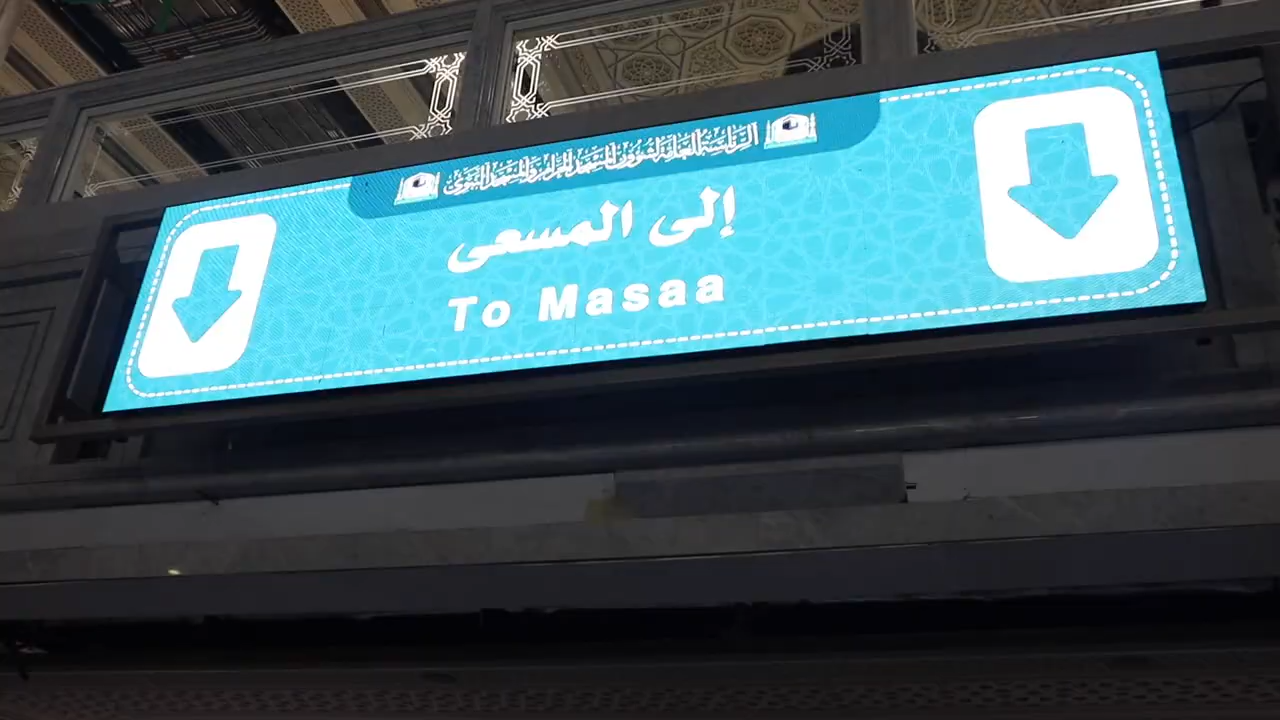 الرئاسة العامة لشؤون المسجد الحرام والمسجد النبوي
إلى المسعى
To Masaa